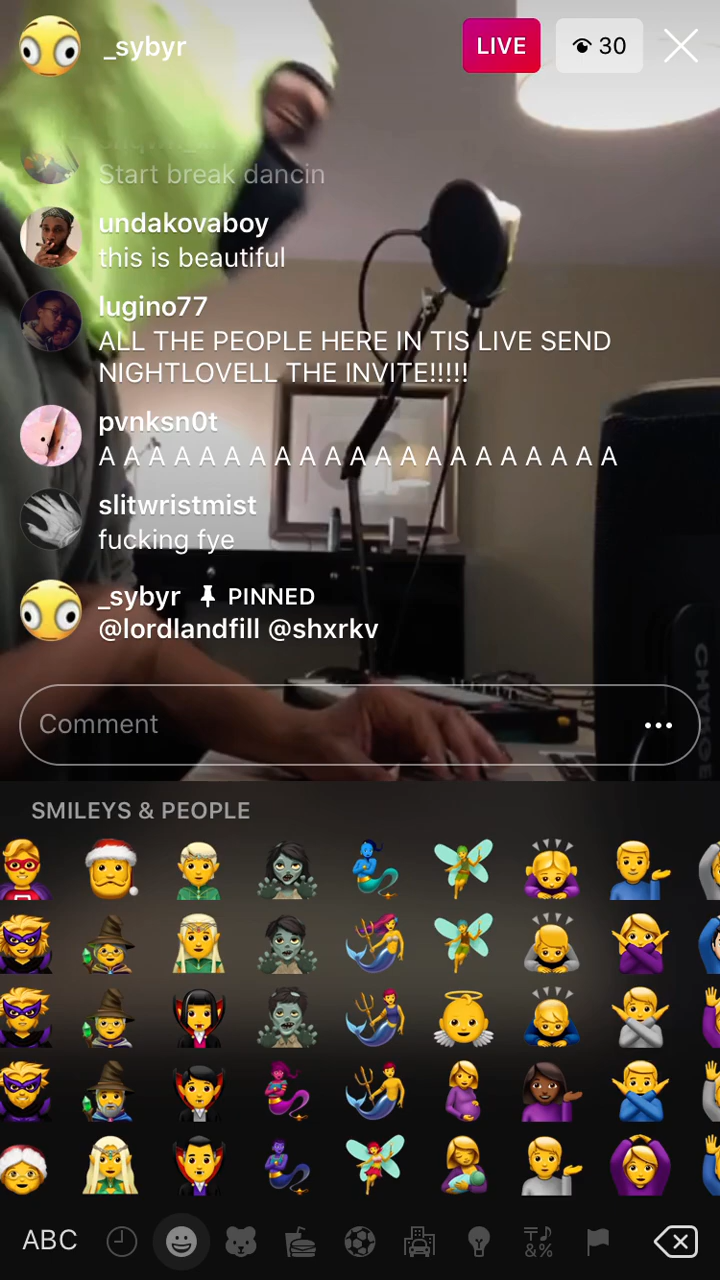 _sybyr
LIVE
30
Start break dancin
undakovaboy
this is beautiful
lugino77
ALL THE PEOPLE HERE IN TIS LIVE SEND
NIGHTLOVELL THE INVITE!!!!!
pvnksn0t
A A A A A A A A A A A A A A A A A A A A A
slitwristmist
fucking fye
_sybyr PINNED
@lordlandfill @shxrkv
Comment
CHARGE
SMILEYS & PEOPLE
ABC